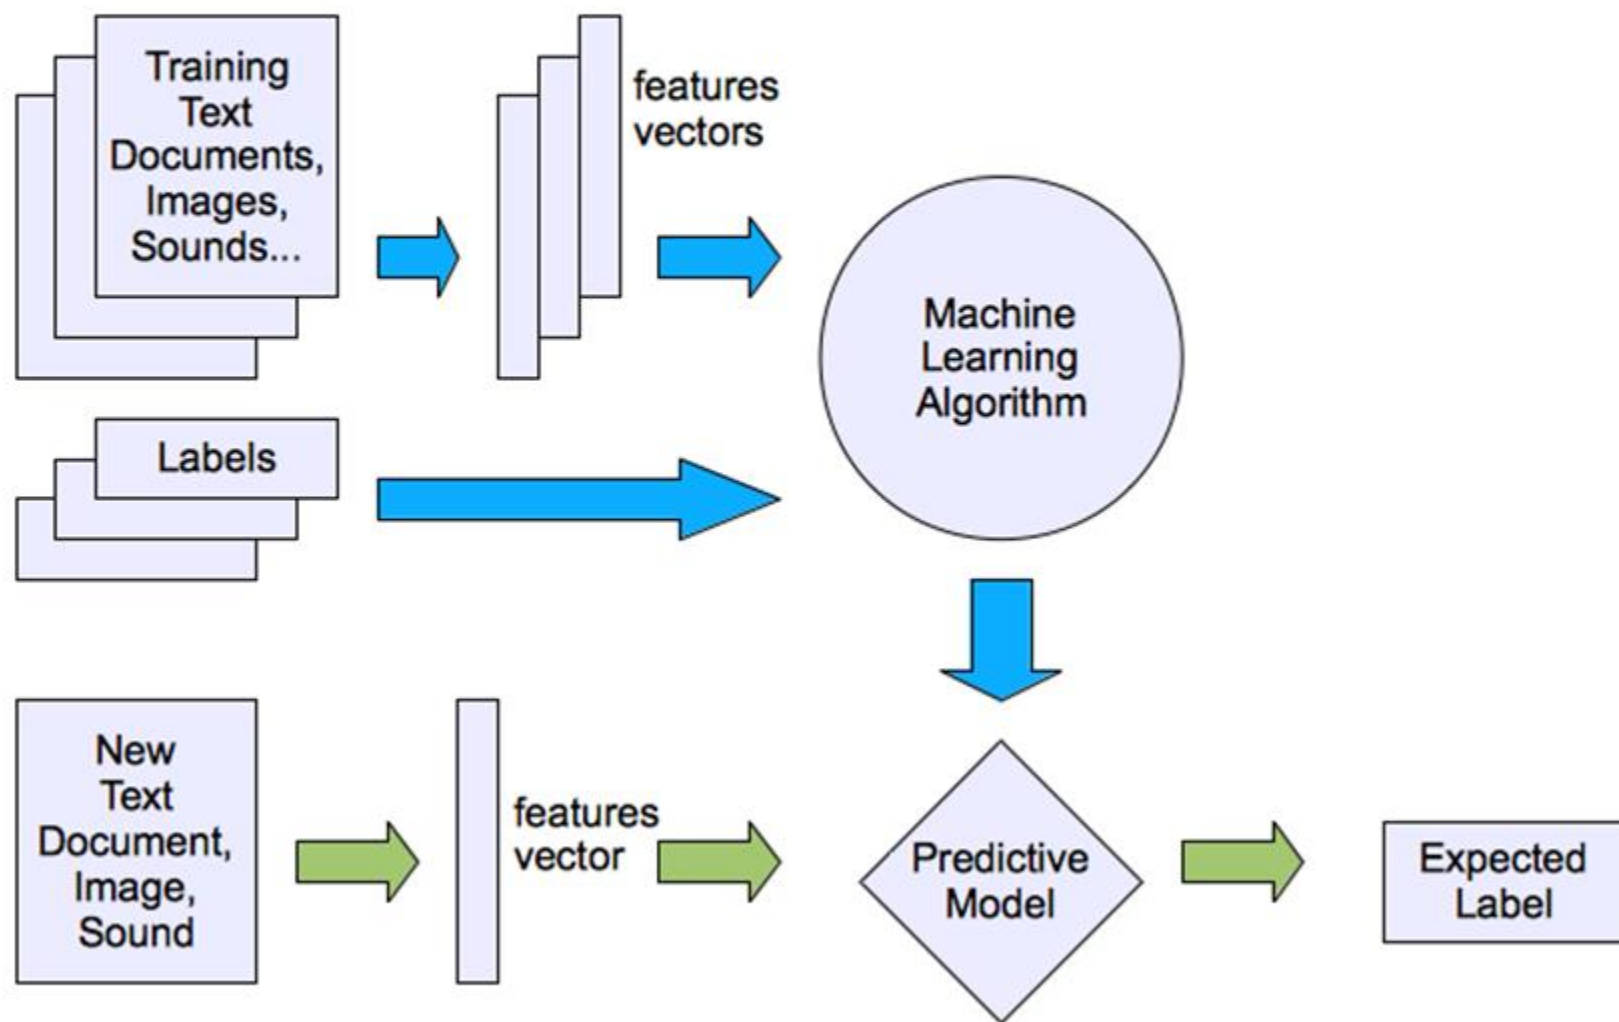 Training
Text
Documents,
Images,
Sounds...
features
vectors
Machine
Learning
Algorithm
Labels
New
Text
Document,
Image,
Sound
features
vector
Predictive
Model
Expected
Label